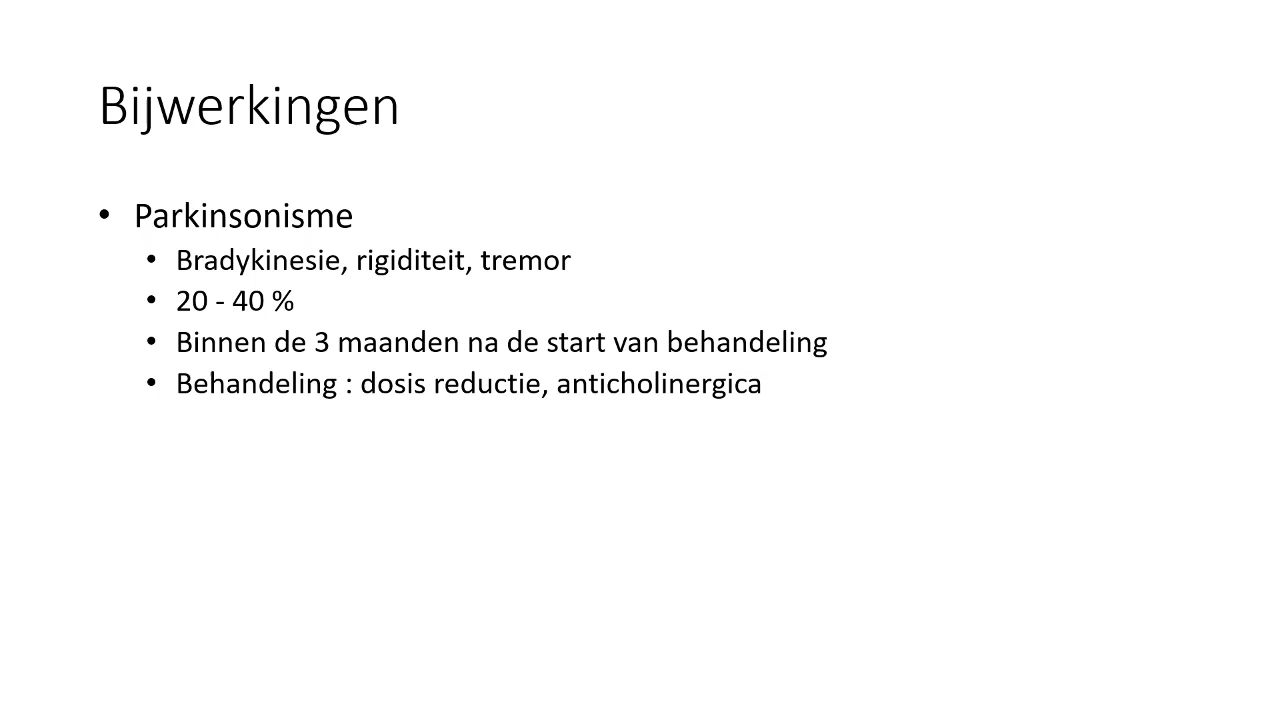 Bijwerkingen
• Parkinsonisme
• Bradykinesie, rigiditeit, tremor
• 20 - 40 %
• Binnen de 3 maanden na de start van behandeling
• Behandeling : dosis reductie, anticholinergica